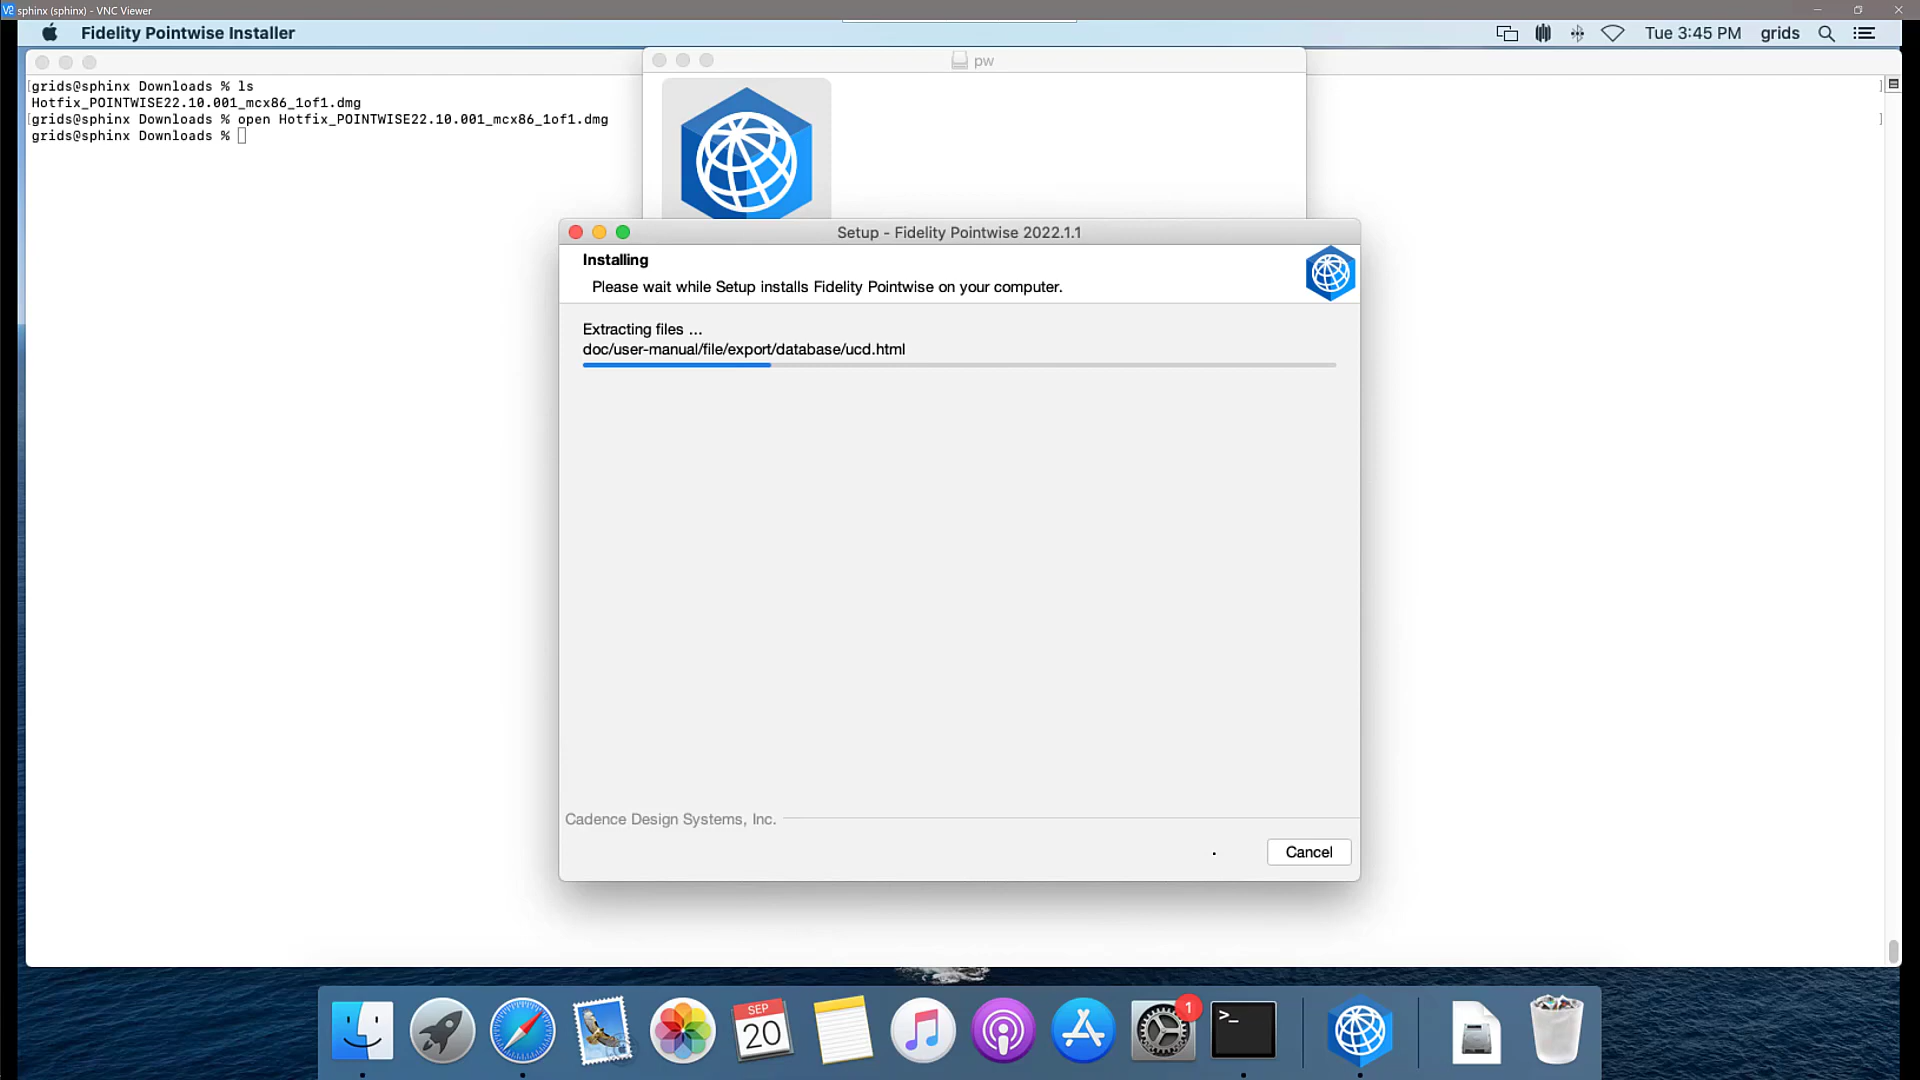 sphinx (sphinx) - VNC Viewer
Fidelity Pointwise Installer
Tue 3:45 PM grids
[grids@sphinx Downloads % ls ]
Hotfix_POINTWISE22.10.001_mcx86_1of1.dmg
[grids@sphinx Downloads % open Hotfix_POINTWISE22.10.001_mcx86_1of1.dmg ]
grids@sphinx Downloads %
pw
Setup - Fidelity Pointwise 2022.1.1
Installing
Please wait while Setup installs Fidelity Pointwise on your computer.
Extracting files ...
doc/user-manual/file/export/database/ucd.html
Cadence Design Systems, Inc.
Cancel
SEP
20
1
>_